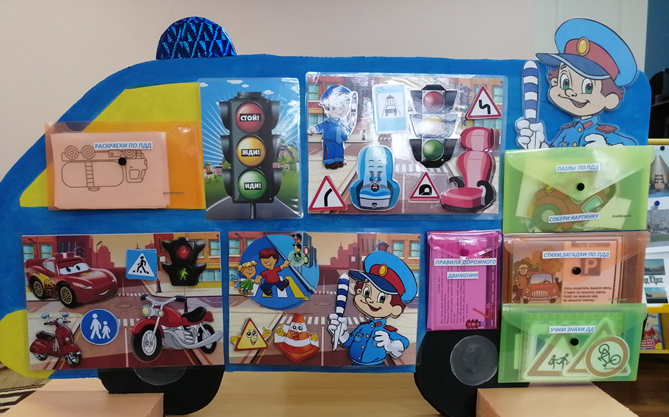 РАСКРАСКИ ПО ПДД
СТОЙ!
ЖДИ!
ИДИ!
ПАЗЛЫ ПО ПДД
СОБЕРИ КАРТИНКУ
ПРАВИЛА ДОРОЖНОГО
ДВИЖЕНИЯ
СТИХИ,ЗАГАДКИ ПО ПДД
УЧИМ ЗНАКИ ДД